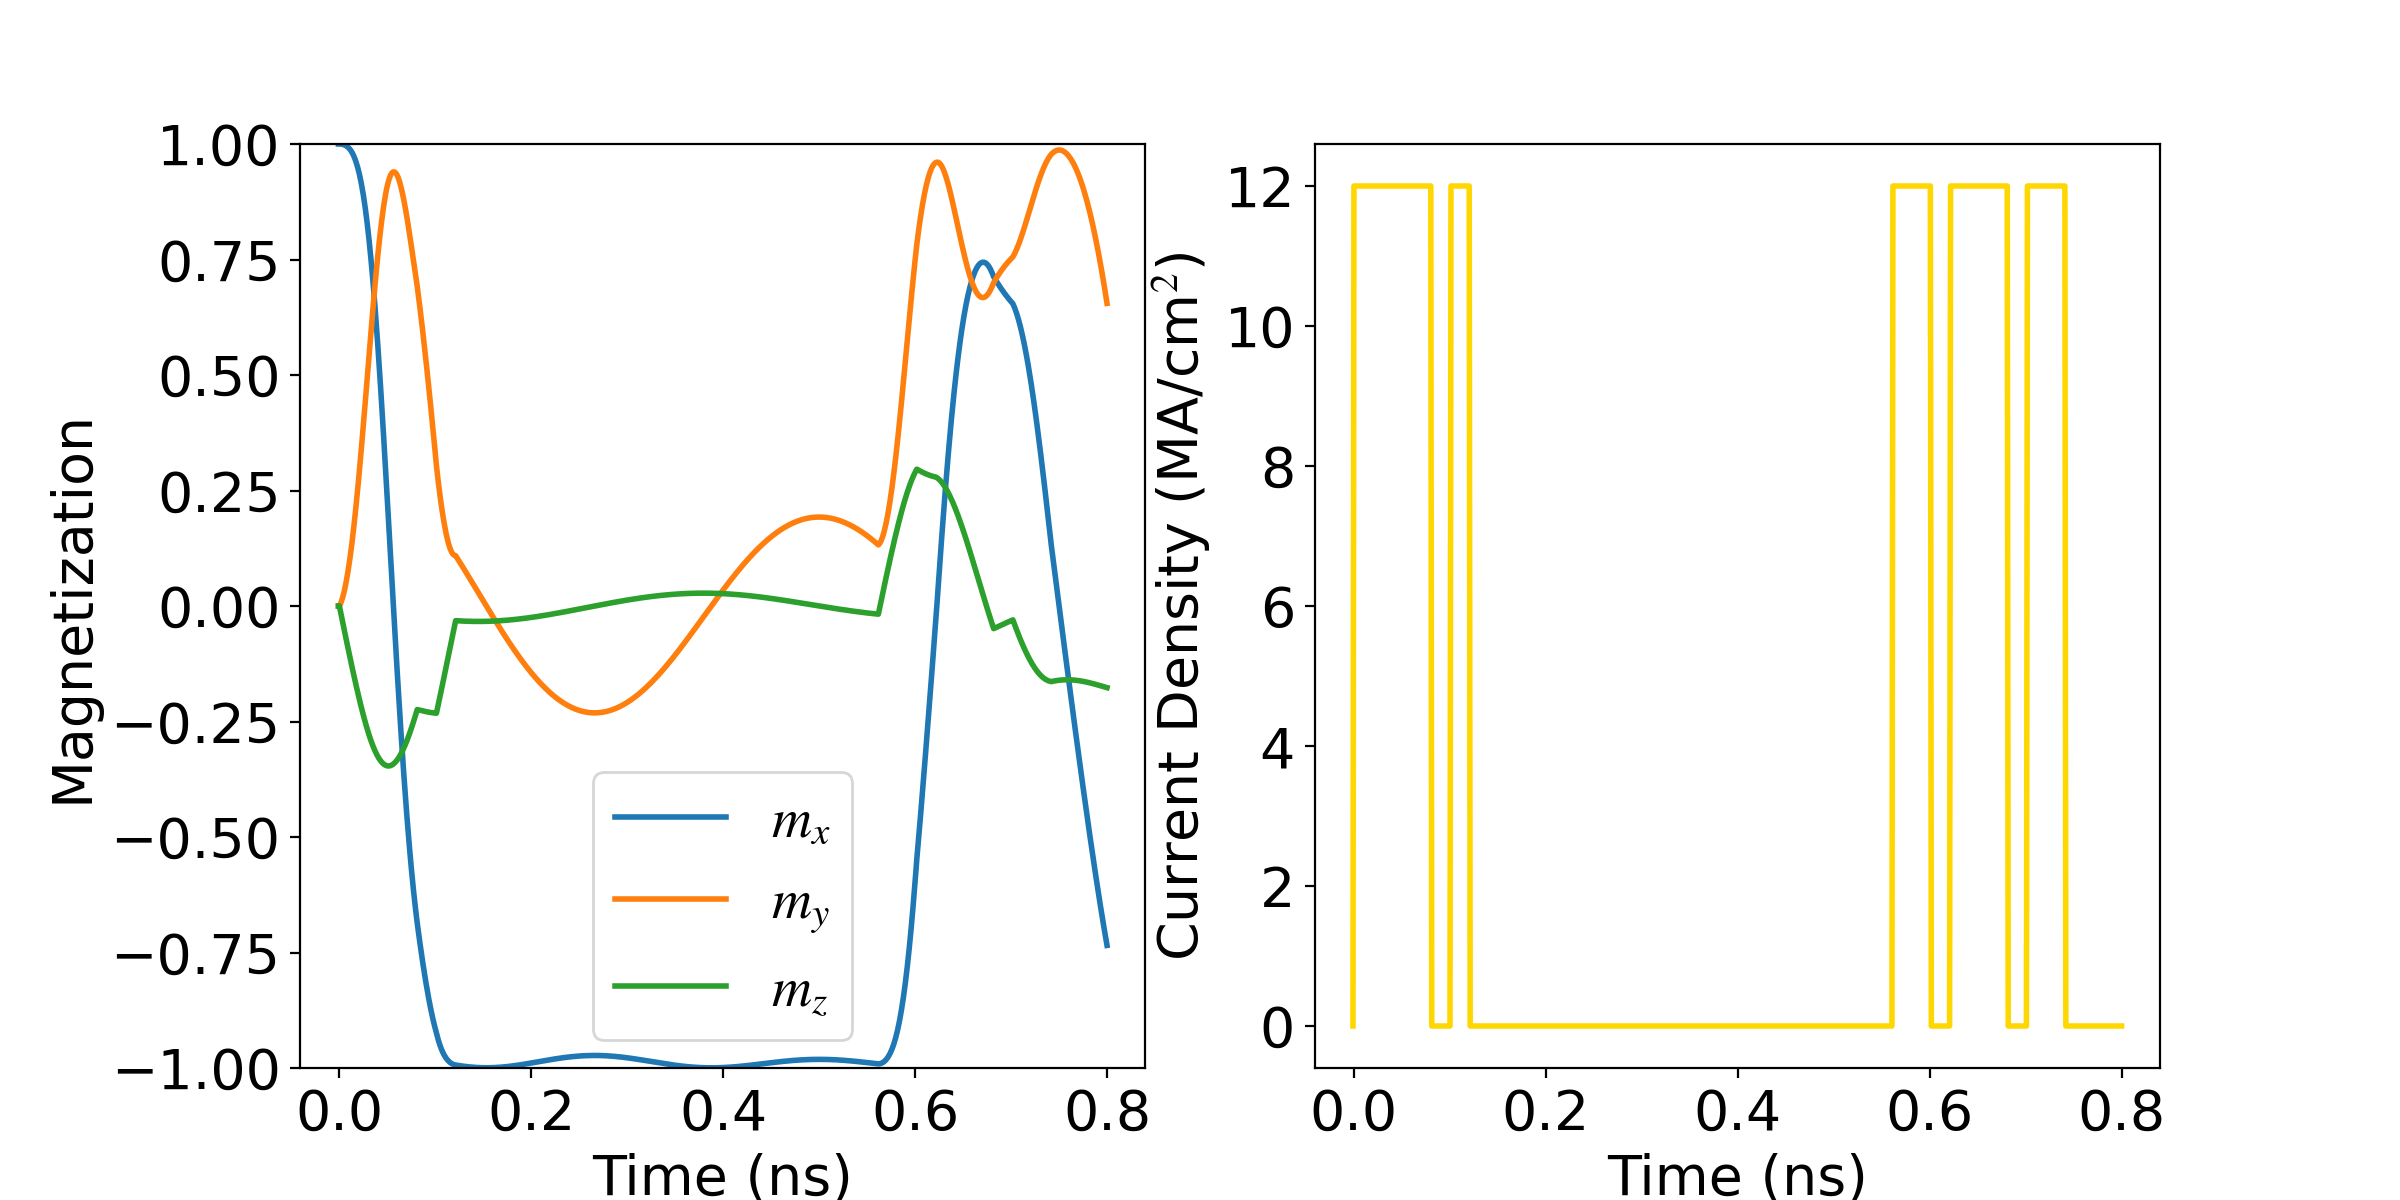 Magnetization
1.00
0.75
0.50
0.25
0.00
−0.25
−0.50
−0.75
−1.00
0.0 0.2 0.4 0.6 0.8
Time (ns)
m_x
m_y
m_z
Current Density (MA/cm²)
12
10
8
6
4
2
0
0.0 0.2 0.4 0.6 0.8
Time (ns)